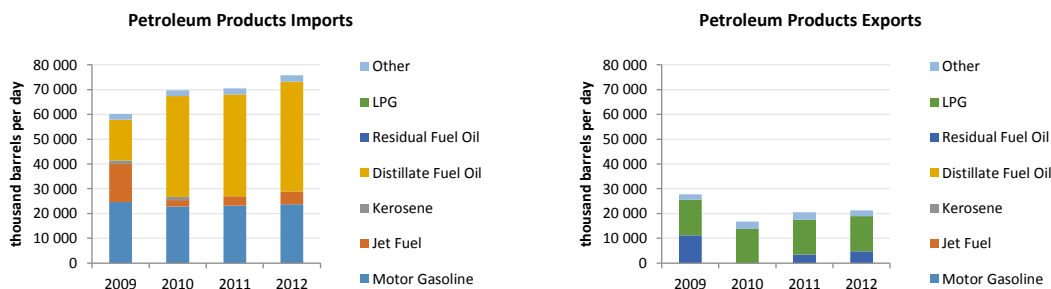 Petroleum Products Imports
thousand barrels per day
80 000
70 000
60 000
50 000
40 000
30 000
20 000
10 000
0
2009 2010 2011 2012
Other
LPG
Residual Fuel Oil
Distillate Fuel Oil
Kerosene
Jet Fuel
Motor Gasoline
Petroleum Products Exports
thousand barrels per day
80 000
70 000
60 000
50 000
40 000
30 000
20 000
10 000
0
2009 2010 2011 2012
Other
LPG
Residual Fuel Oil
Distillate Fuel Oil
Kerosene
Jet Fuel
Motor Gasoline